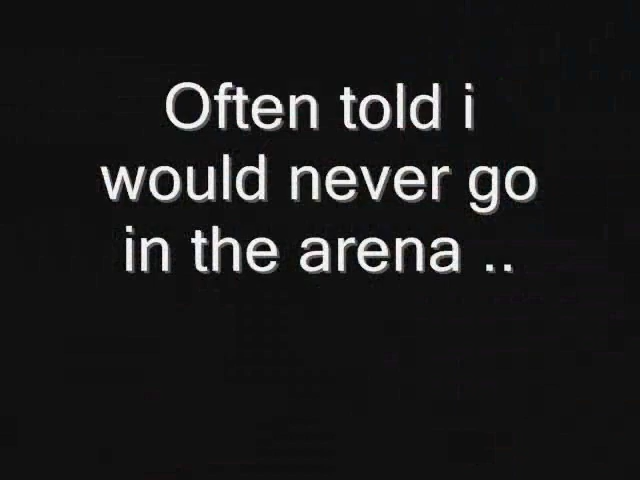 Often told i
would never go
in the arena ..